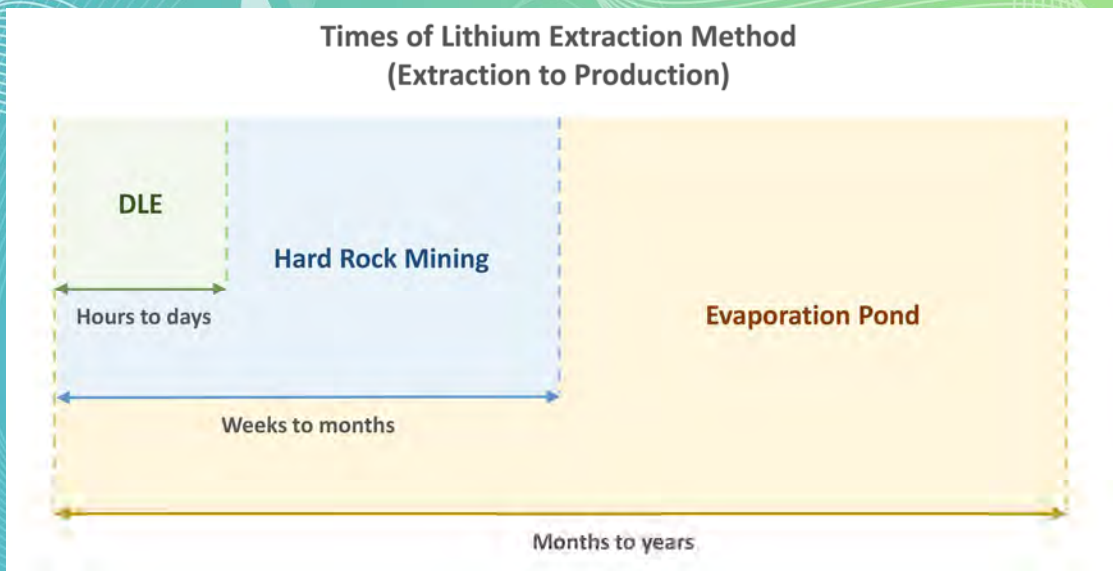 Times of Lithium Extraction Method
(Extraction to Production)
DLE
Hours to days
Hard Rock Mining
Weeks to months
Evaporation Pond
Months to years